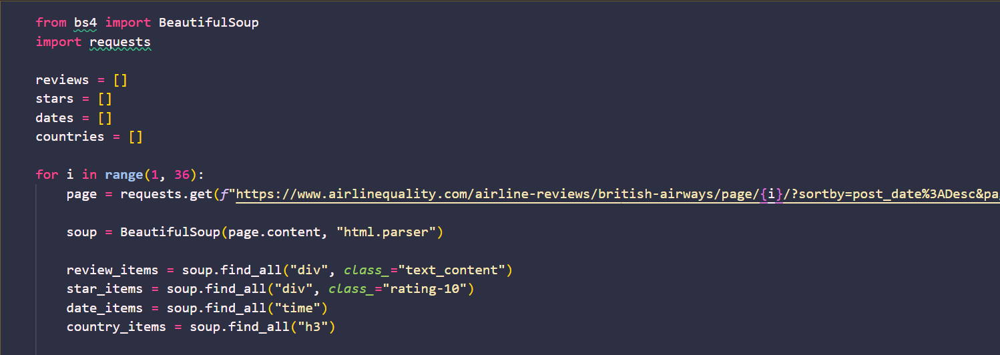 from bs4 import BeautifulSoup
import requests
reviews = []
stars = []
dates = []
countries = []
for i in range(1, 36):
page = requests.get(f"https://www.airlinequality.com/airline-reviews/british-airways/page/{i}/?sortby=post_date%3ADesc&pa
soup = BeautifulSoup(page.content, "html.parser")
review_items = soup.find_all("div", class_="text_content")
star_items = soup.find_all("div", class_="rating-10")
date_items = soup.find_all("time")
country_items = soup.find_all("h3")